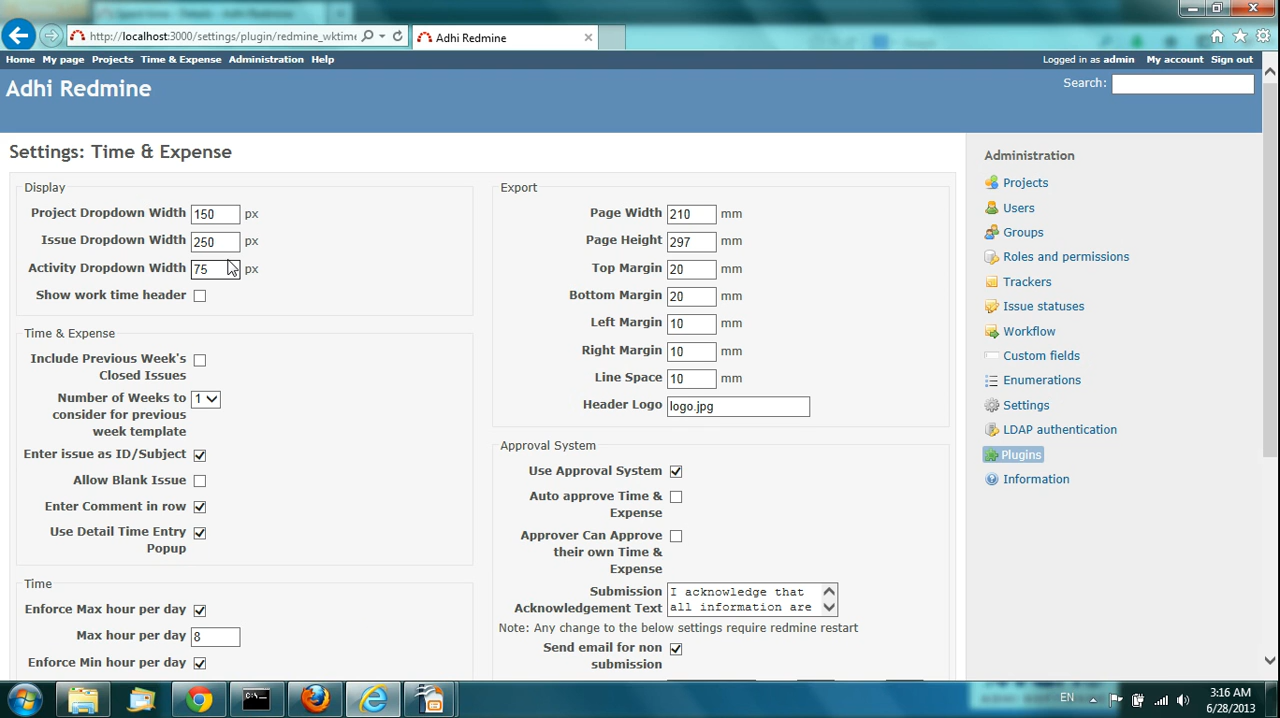 http://localhost:3000/settings/plugin/redmine_wktime
Adhi Redmine
Home My page Projects Time & Expense Administration Help
Logged in as admin My account Sign out
Adhi Redmine
Search:
Settings: Time & Expense
Display
Project Dropdown Width 150 px
Issue Dropdown Width 250 px
Activity Dropdown Width 75 px
Show work time header
Time & Expense
Include Previous Week's
Closed Issues
Number of Weeks to 1
consider for previous
week template
Enter issue as ID/Subject
Allow Blank Issue
Enter Comment in row
Use Detail Time Entry
Popup
Time
Enforce Max hour per day
Max hour per day 8
Enforce Min hour per day
Export
Page Width 210 mm
Page Height 297 mm
Top Margin 20 mm
Bottom Margin 20 mm
Left Margin 10 mm
Right Margin 10 mm
Line Space 10 mm
Header Logo logo.jpg
Approval System
Use Approval System
Auto approve Time &
Expense
Approver Can Approve
their own Time &
Expense
Submission I acknowledge that
Acknowledgement Text all information are
Note: Any change to the below settings require redmine restart
Send email for non
submission
Administration
Projects
Users
Groups
Roles and permissions
Trackers
Issue statuses
Workflow
Custom fields
Enumerations
Settings
LDAP authentication
Plugins
Information
EN
3:16 AM
6/28/2013